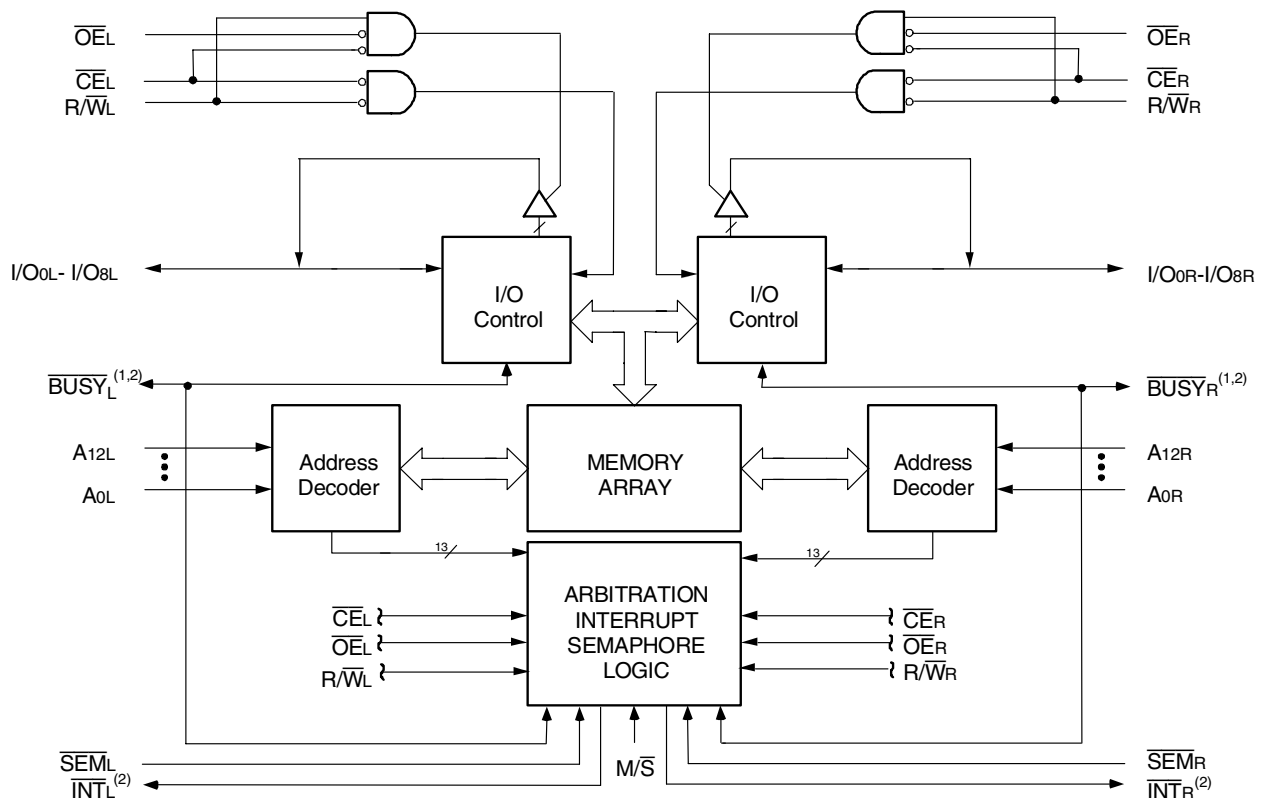 OEL
OER
CEL
CER
R/WL
R/WR
I/O0L- I/O8L
I/O
Control
I/O
Control
I/O0R-I/O8R
BUSYL(1,2)
BUSYR(1,2)
A12L
A0L
Address
Decoder
MEMORY
ARRAY
Address
Decoder
A12R
A0R
13
13
ARBITRATION
INTERRUPT
SEMAPHORE
LOGIC
CEL
OEL
R/WL
CER
OER
R/WR
SEML
INTL(2)
M/S
SEMR
INTR(2)